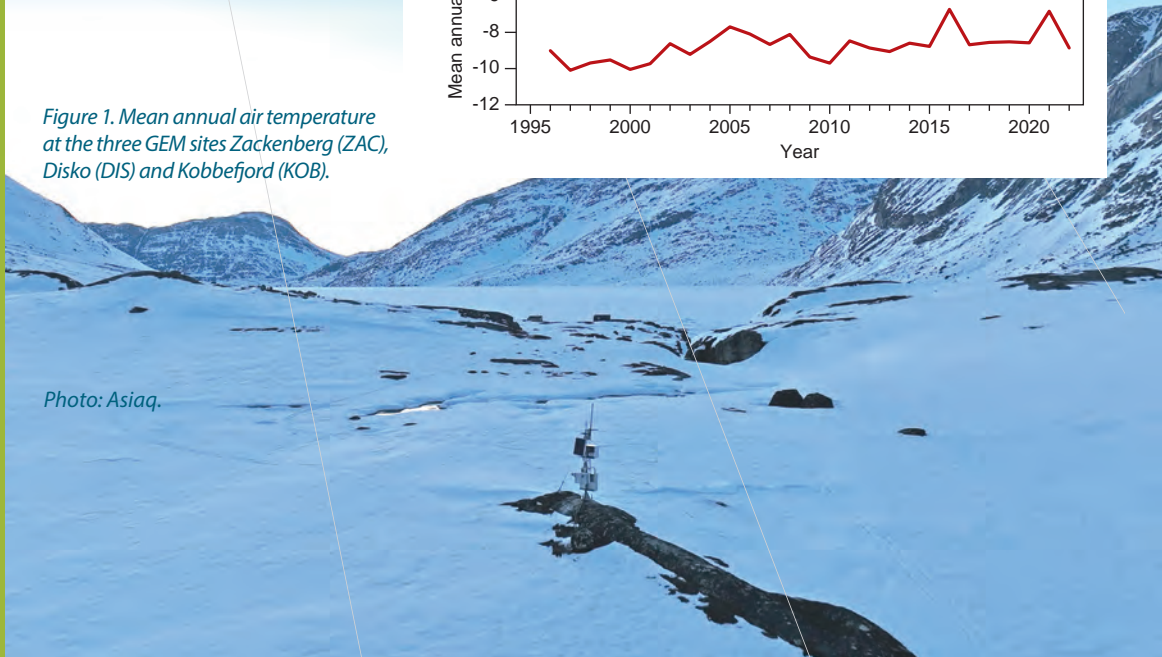 Mean annua
-8
-10
-12
1995 2000 2005 2010 2015 2020
Year
Figure 1. Mean annual air temperature
at the three GEM sites Zackenberg (ZAC),
Disko (DIS) and Kobbefjord (KOB).
Photo: Asiaq.